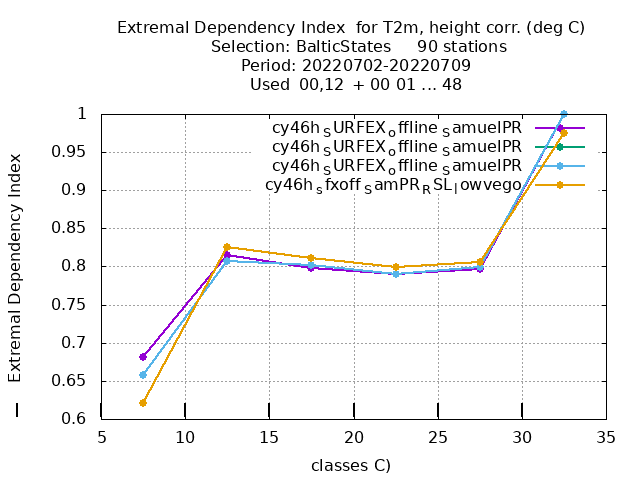 Extremal Dependency Index  for T2m, height corr. (deg C)
Selection: BalticStates     90 stations
Period: 20220702-20220709
Used  00,12  + 00 01 ... 48
cy46h_SURFEX_offline_SamuelPR
cy46h_SURFEX_offline_SamuelPR
cy46h_SURFEX_offline_SamuelPR
cy46h_sfxoff_SamPR_RSL_lowvego
1
0.95
0.9
0.85
0.8
0.75
0.7
0.65
0.6
Extremal Dependency Index
5
10
15
20
25
30
35
classes C)